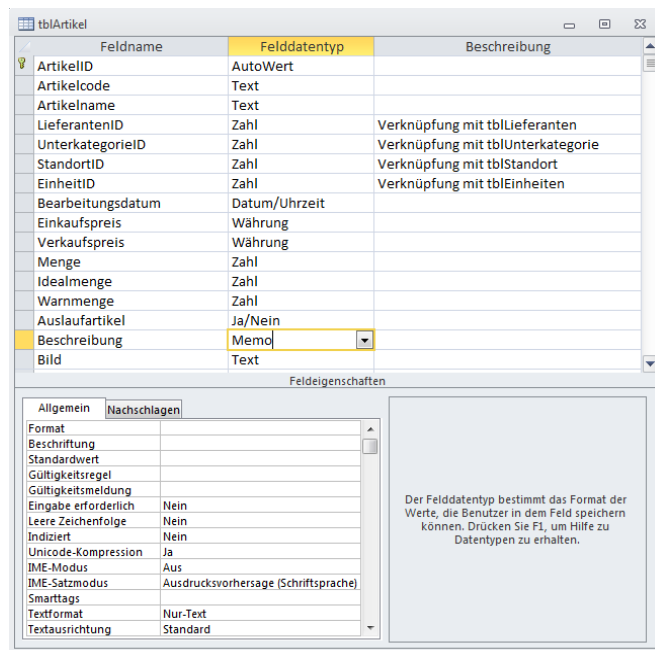 tblArtikel
Feldname Felddatentyp Beschreibung
ArtikelID AutoWert
Artikelcode Text
Artikelname Text
LieferantenID Zahl Verknüpfung mit tblLieferanten
UnterkategorieID Zahl Verknüpfung mit tblUnterkategorie
StandortID Zahl Verknüpfung mit tblStandort
EinheitID Zahl Verknüpfung mit tblEinheiten
Bearbeitungsdatum Datum/Uhrzeit
Einkaufspreis Währung
Verkaufspreis Währung
Menge Zahl
Idealmenge Zahl
Warnmenge Zahl
Auslaufartikel Ja/Nein
Beschreibung Memo
Bild Text
Feldeigenschaften
Allgemein Nachschlagen
Format
Beschriftung
Standardwert
Gültigkeitsregel
Gültigkeitsmeldung
Eingabe erforderlich Nein
Leere Zeichenfolge Nein
Indiziert Nein
Unicode-Kompression Ja
IME-Modus Aus
IME-Satzmodus Ausdrucksvorhersage (Schriftsprache)
Smarttags
Textformat Nur-Text
Textausrichtung Standard
Der Felddatentyp bestimmt das Format der
Werte, die Benutzer in dem Feld speichern
können. Drücken Sie F1, um Hilfe zu
Datentypen zu erhalten.